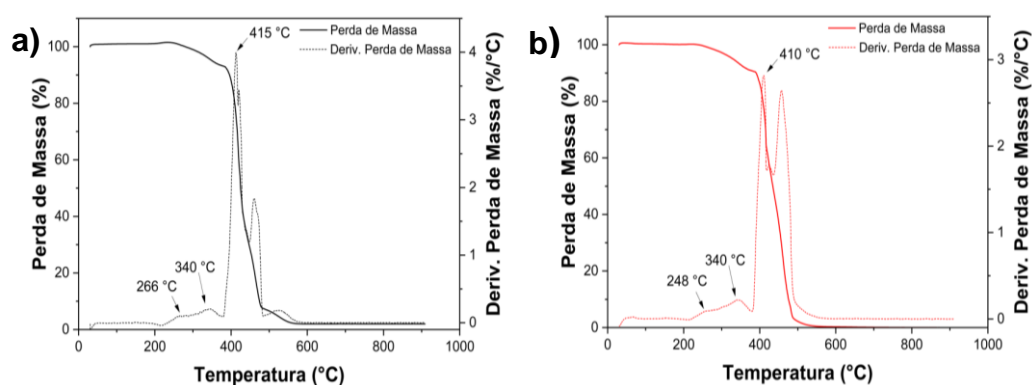 a)
Perda de Massa (%)
100
80
60
40
20
0
0 200 400 600 800 1000
Temperatura (°C)
Deriv. Perda de Massa (%/°C)
4
3
2
1
0
Perda de Massa
Deriv. Perda de Massa
415 °C
340 °C
266 °C
b)
Perda de Massa (%)
100
80
60
40
20
0
0 200 400 600 800 1000
Temperatura (°C)
Deriv. Perda de Massa (%/°C)
3
2
1
0
Perda de Massa
Deriv. Perda de Massa
410 °C
340 °C
248 °C